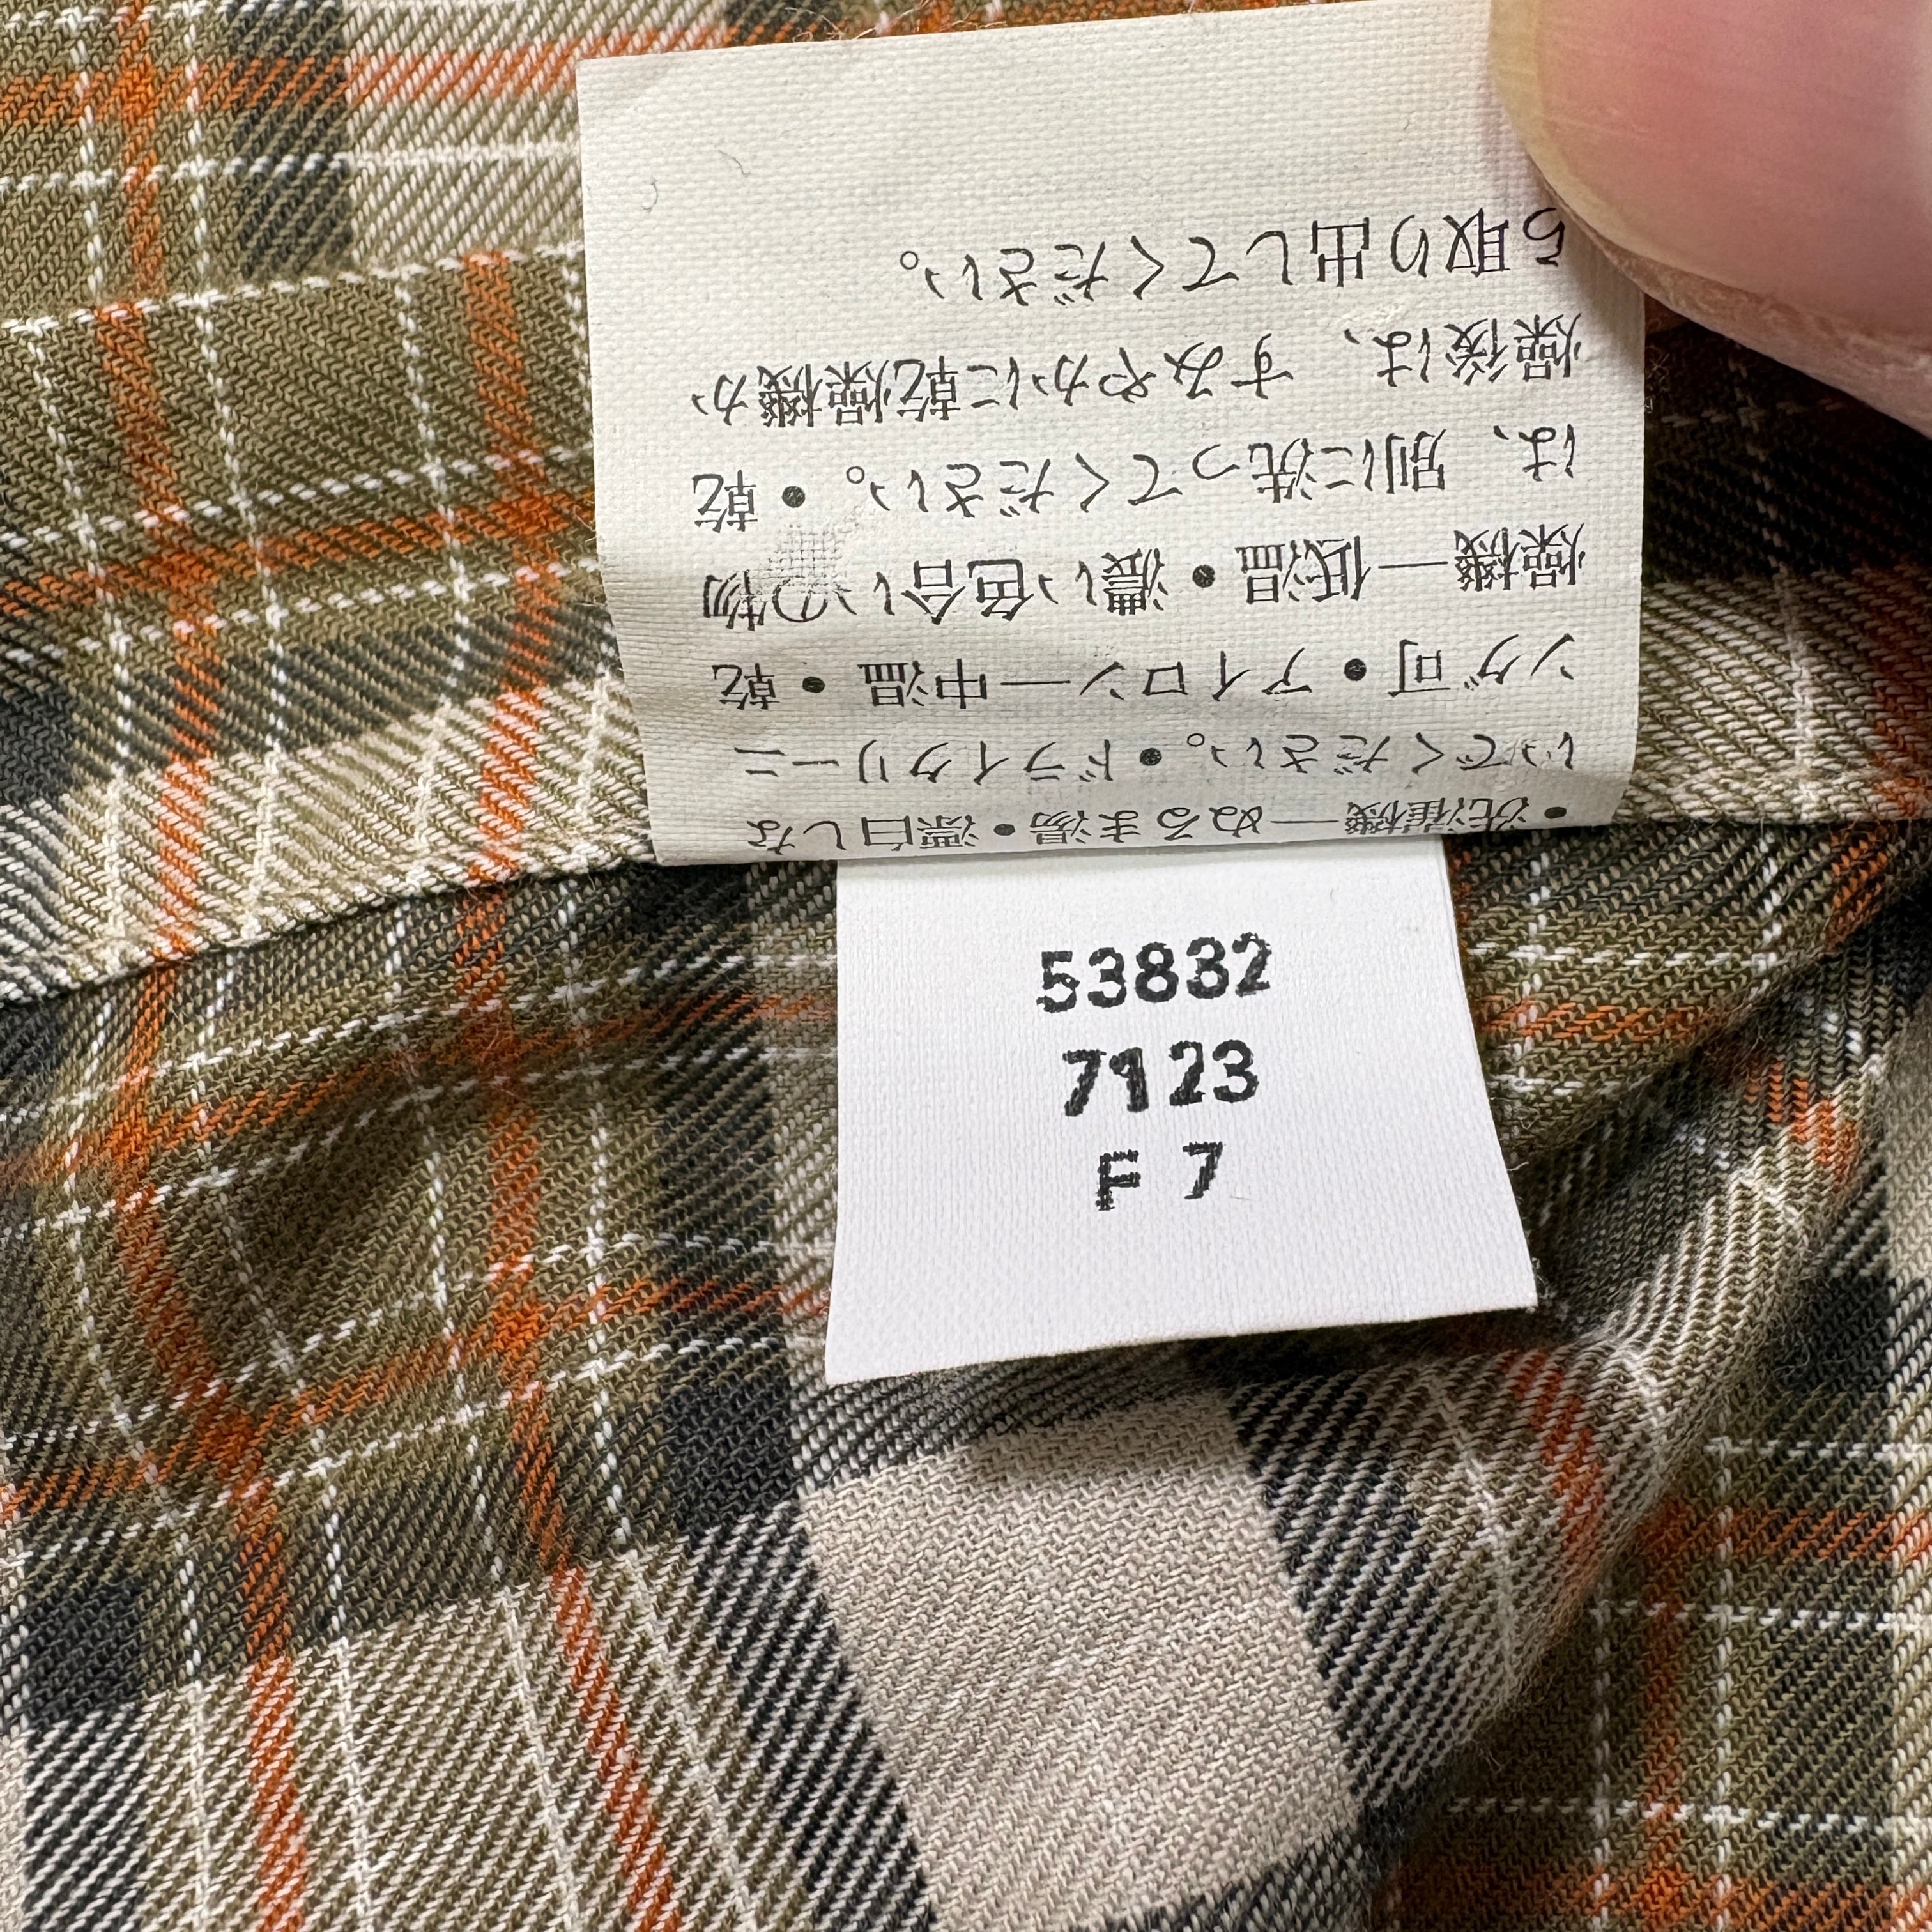 •洗濯機—ぬるま湯•漂白しな
いでください。•ドライクリーニ
ング可•アイロン—中温•乾
燥機—低温•濃い色合いの物
は、別に洗ってください。•乾
燥後は、すみやかに乾燥機か
ら取り出してください。
53832
7123
F 7